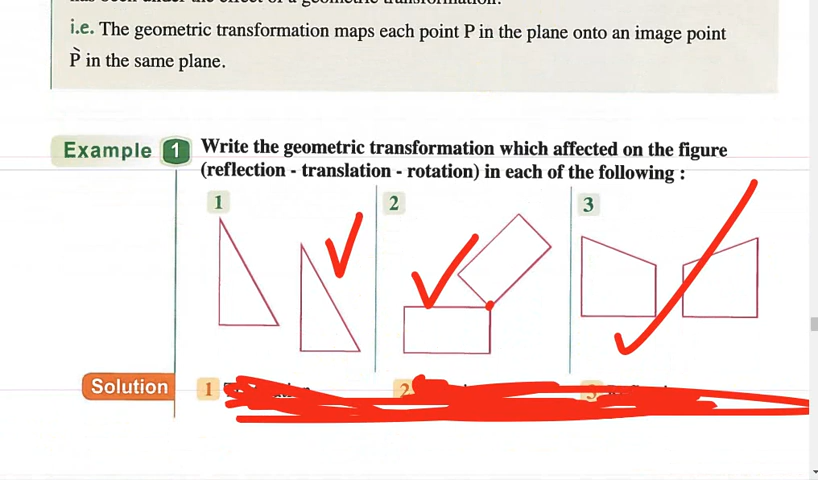 i.e. The geometric transformation maps each point P in the plane onto an image point
P̀ in the same plane.
Example 1 Write the geometric transformation which affected on the figure
(reflection - translation - rotation) in each of the following :
1 2 3
Solution 1 2 3